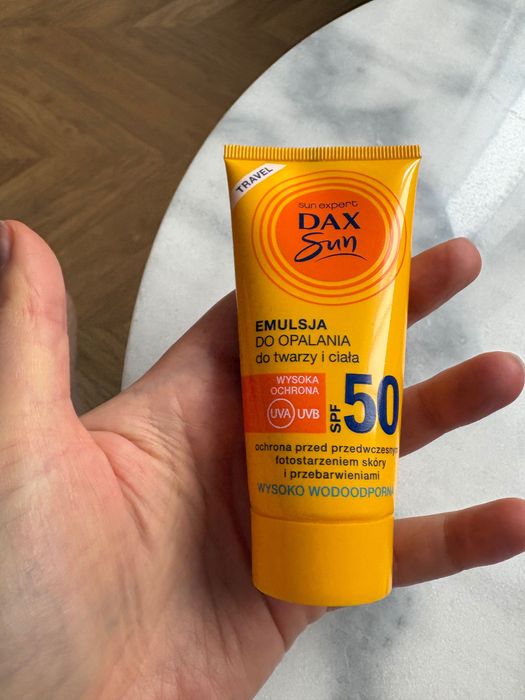 TRAVEL
sun expert
DAX
Sun
EMULSJA
DO OPALANIA
do twarzy i ciała
WYSOKA
OCHRONA
UVA UVB
SPF 50
ochrona przed przedwczesnym
fotostarzeniem skóry
i przebarwieniami
WYSOKO WODOODPORNA